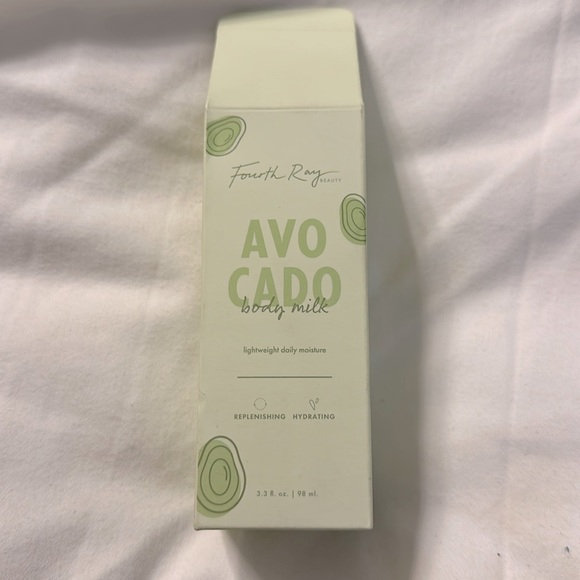 Fourth Ray BEAUTY
AVO
CADO
body milk
lightweight daily moisture
REPLENISHING HYDRATING
3.3 fl. oz. | 98 ml.